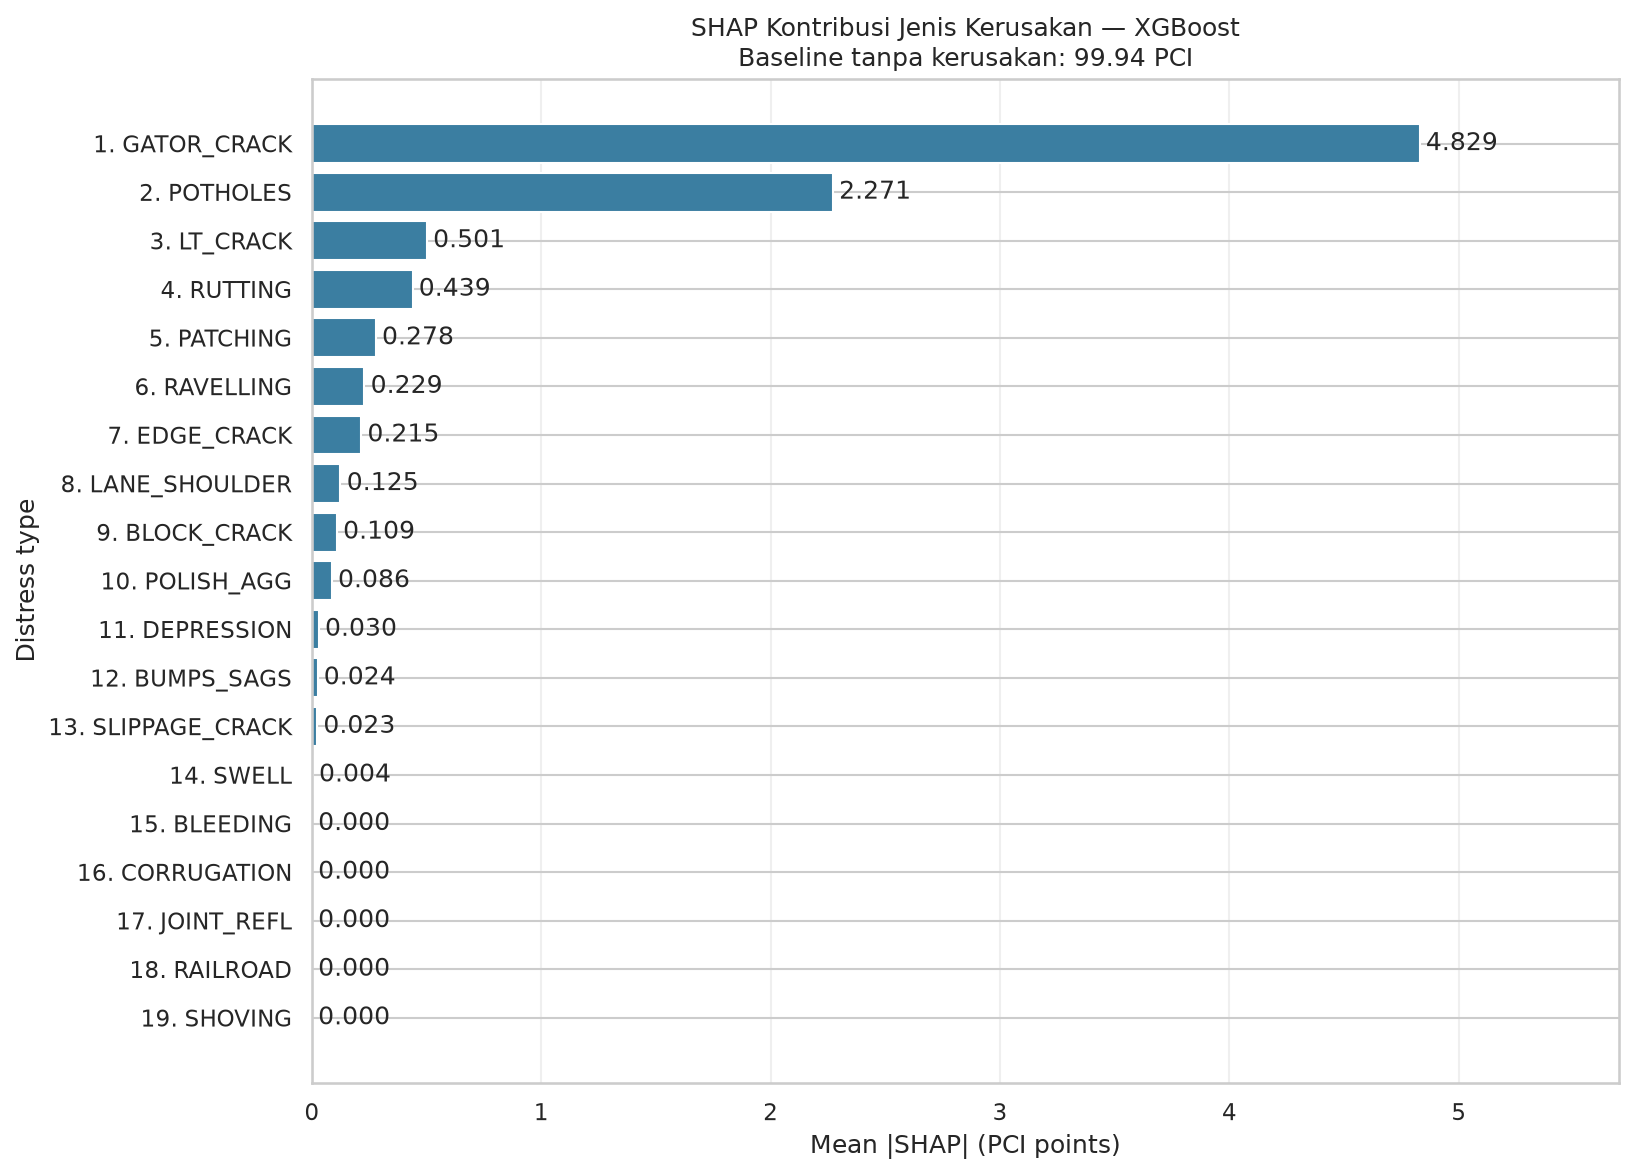 SHAP Kontribusi Jenis Kerusakan — XGBoost
Baseline tanpa kerusakan: 99.94 PCI
Distress type
1. GATOR_CRACK 4.829
2. POTHOLES 2.271
3. LT_CRACK 0.501
4. RUTTING 0.439
5. PATCHING 0.278
6. RAVELLING 0.229
7. EDGE_CRACK 0.215
8. LANE_SHOULDER 0.125
9. BLOCK_CRACK 0.109
10. POLISH_AGG 0.086
11. DEPRESSION 0.030
12. BUMPS_SAGS 0.024
13. SLIPPAGE_CRACK 0.023
14. SWELL 0.004
15. BLEEDING 0.000
16. CORRUGATION 0.000
17. JOINT_REFL 0.000
18. RAILROAD 0.000
19. SHOVING 0.000
0 1 2 3 4 5
Mean |SHAP| (PCI points)